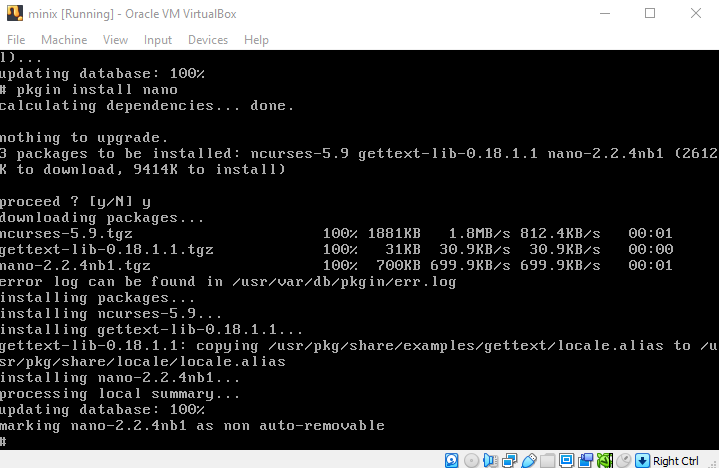 minix [Running] - Oracle VM VirtualBox
File Machine View Input Devices Help
l)...
updating database: 100%
# pkgin install nano
calculating dependencies... done.
nothing to upgrade.
3 packages to be installed: ncurses-5.9 gettext-lib-0.18.1.1 nano-2.2.4nb1 (2612
K to download, 9414K to install)
proceed ? [y/N] y
downloading packages...
ncurses-5.9.tgz 100% 1881KB 1.8MB/s 812.4KB/s 00:01
gettext-lib-0.18.1.1.tgz 100% 31KB 30.9KB/s 30.9KB/s 00:00
nano-2.2.4nb1.tgz 100% 700KB 699.9KB/s 699.9KB/s 00:01
error log can be found in /usr/var/db/pkgin/err.log
installing packages...
installing ncurses-5.9...
installing gettext-lib-0.18.1.1...
gettext-lib-0.18.1.1: copying /usr/pkg/share/examples/gettext/locale.alias to /u
sr/pkg/share/locale/locale.alias
installing nano-2.2.4nb1...
processing local summary...
updating database: 100%
marking nano-2.2.4nb1 as non auto-removable
#
Right Ctrl